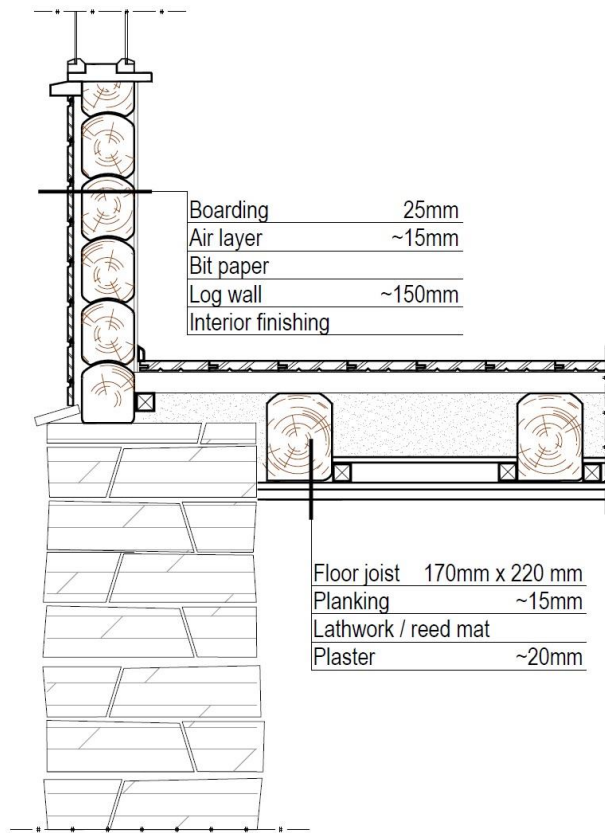 Boarding 25mm
Air layer ~15mm
Bit paper
Log wall ~150mm
Interior finishing
Floor joist 170mm x 220 mm
Planking ~15mm
Lathwork / reed mat
Plaster ~20mm